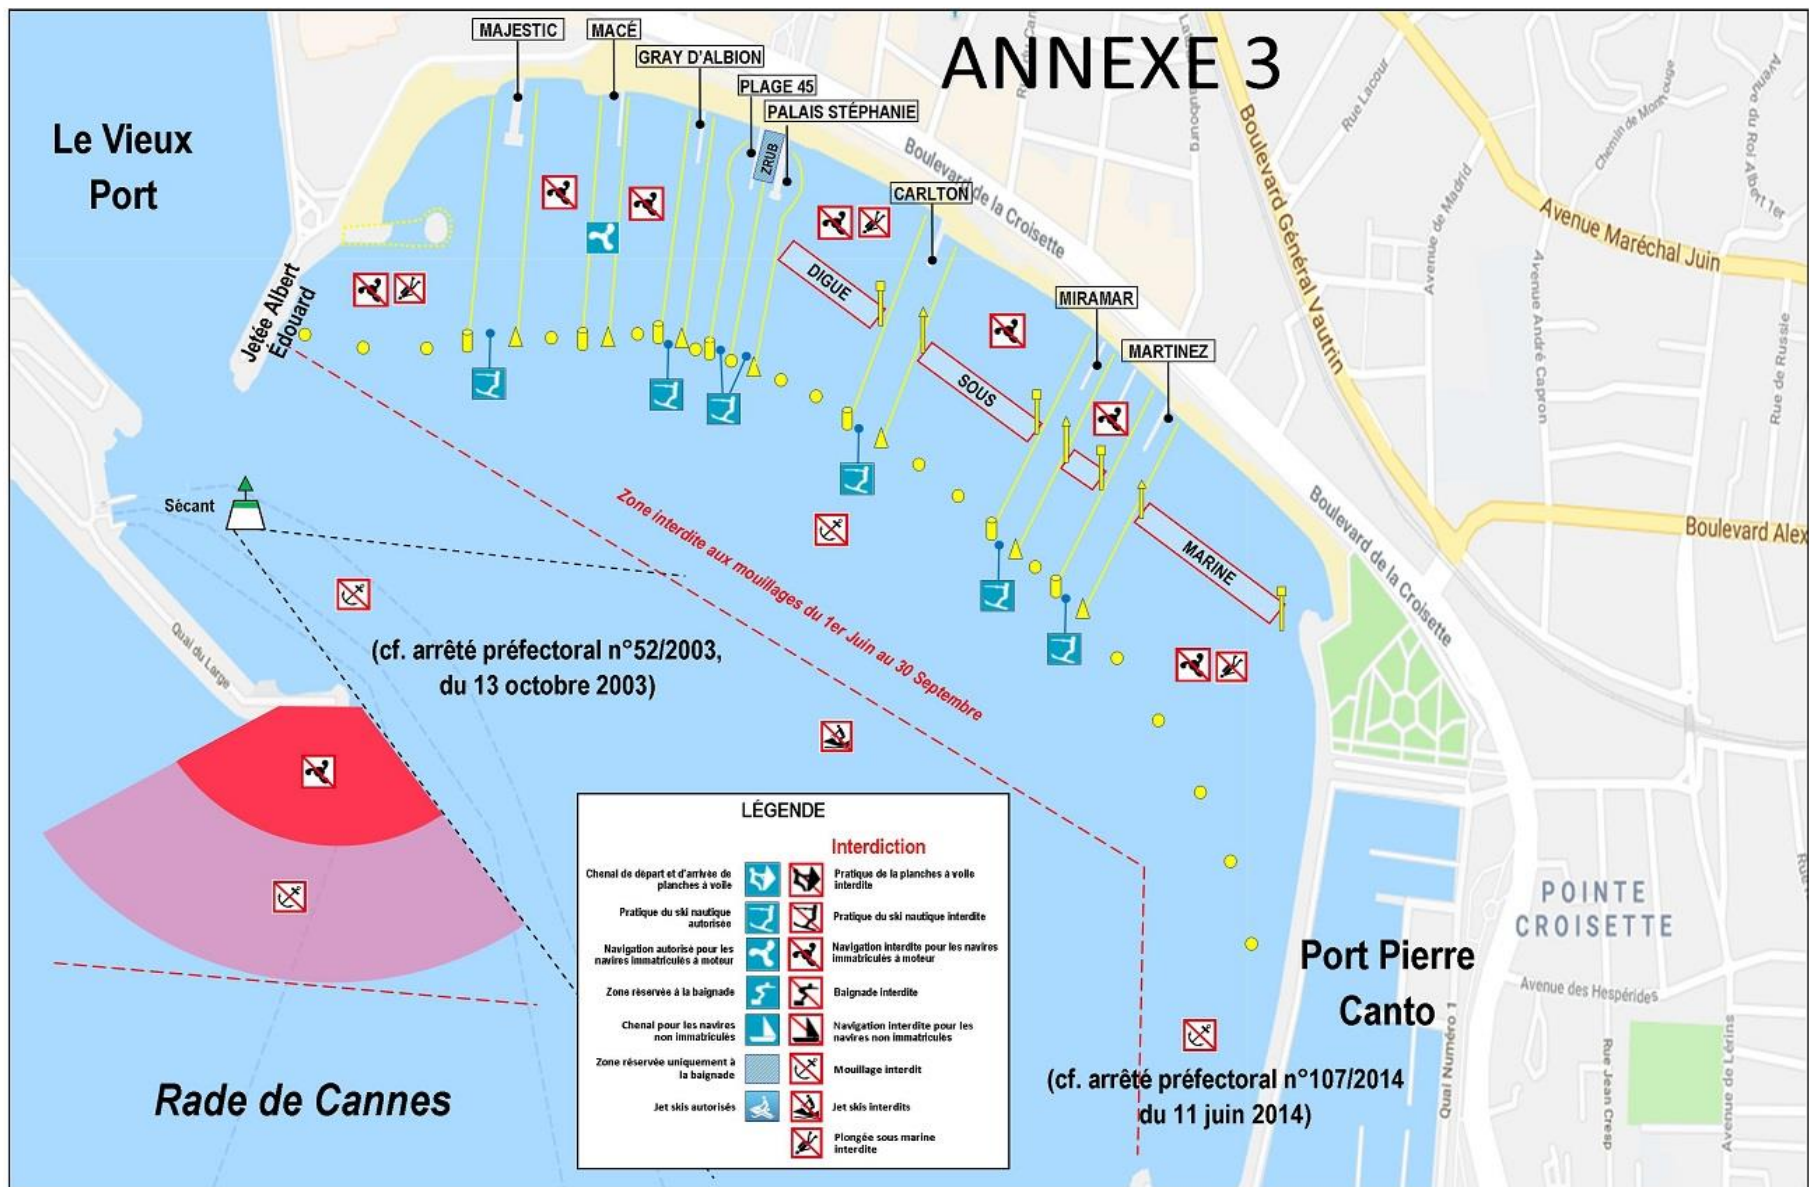 ANNEXE 3
MAJESTIC
MACÉ
GRAY D'ALBION
PLAGE 45
PALAIS STÉPHANIE
ZRUB
CARLTON
MIRAMAR
MARTINEZ
Le Vieux
Port
Jetée Albert
Édouard
DIGUE
SOUS
MARINE
Boulevard de la Croisette
Boulevard de la Croisette
Boulevard Général Vautrin
Rue Lacour
Chemin de Montrouge
Avenue du Roi Albert 1er
Avenue de Madrid
Avenue Maréchal Juin
Avenue André Capron
Rue de Russie
Boulevard Alex
Sécant
Quai du Large
Zone interdite aux mouillages du 1er Juin au 30 Septembre
(cf. arrêté préfectoral n°52/2003,
du 13 octobre 2003)
LÉGENDE
Interdiction
Chenal de départ et d'arrivée de
planches à voile
Pratique de la planches à voile
interdite
Pratique du ski nautique
autorisée
Pratique du ski nautique interdite
Navigation autorisé pour les
navires immatriculés à moteur
Navigation interdite pour les navires
immatriculés à moteur
Zone réservée à la baignade
Baignade interdite
Chenal pour les navires
non immatriculés
Navigation interdite pour les
navires non immatriculés
Zone réservée uniquement à
la baignade
Mouillage interdit
Jet skis autorisés
Jet skis interdits
Plongée sous marine
interdite
Rade de Cannes
POINTE
CROISETTE
Port Pierre
Canto
Avenue des Hespérides
Quai Numéro 1
Rue Jean Cresp
Avenue de Lérins
(cf. arrêté préfectoral n°107/2014
du 11 juin 2014)